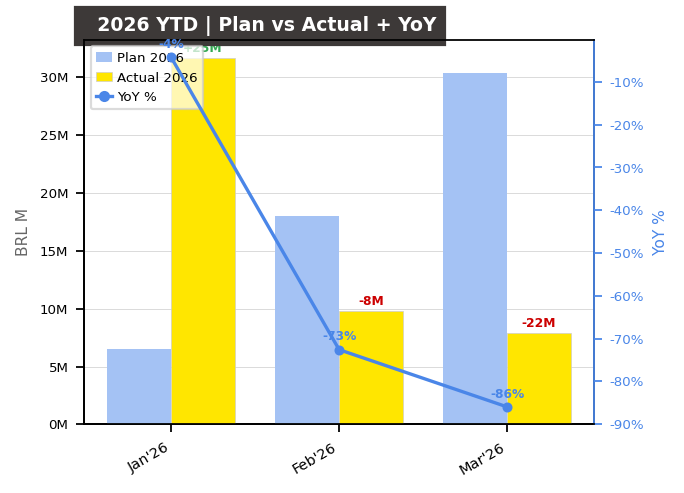 2026 YTD | Plan vs Actual + YoY
-4%
+25M
Plan 2026
Actual 2026
YoY %
30M
25M
20M
15M
10M
5M
0M
BRL M
-10%
-20%
-30%
-40%
-50%
-60%
-70%
-80%
-90%
YoY %
-8M
-73%
-22M
-86%
Jan'26
Feb'26
Mar'26